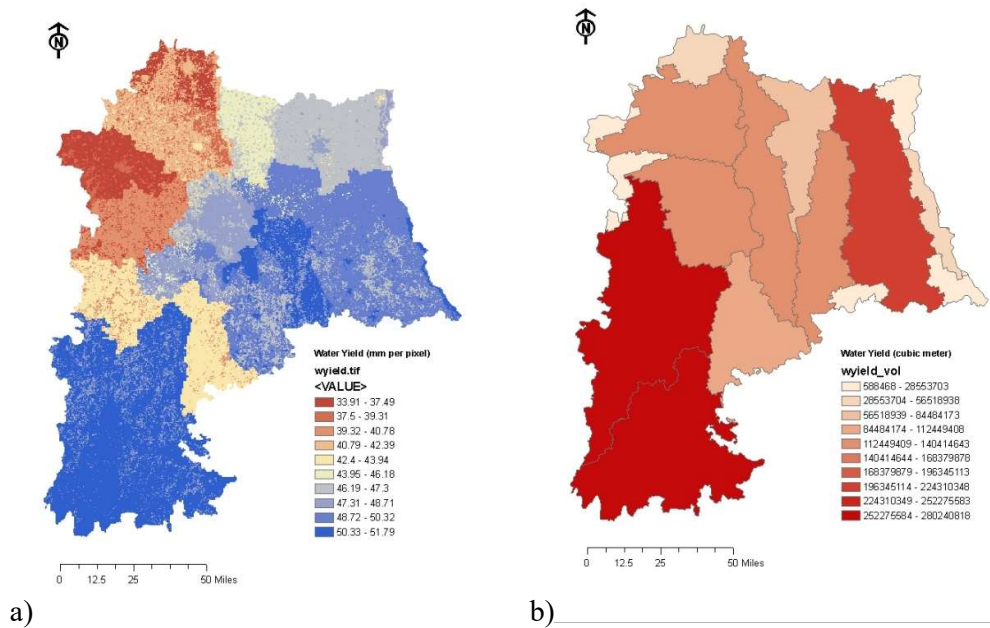 N
Water Yield (mm per pixel)
wyield.tif
<VALUE>
33.91 - 37.49
37.5 - 39.31
39.32 - 40.78
40.79 - 42.39
42.4 - 43.94
43.95 - 46.18
46.19 - 47.3
47.31 - 48.71
48.72 - 50.32
50.33 - 51.79
0 12.5 25 50 Miles
a)
N
Water Yield (cubic meter)
wyield_vol
588468 - 28553703
28553704 - 56518938
56518939 - 84484173
84484174 - 112449408
112449409 - 140414643
140414644 - 168379878
168379879 - 196345113
196345114 - 224310348
224310349 - 252275583
252275584 - 280240818
0 12.5 25 50 Miles
b)